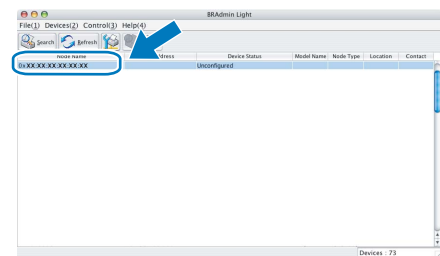 BRAdmin Light
File(1) Devices(2) Control(3) Help(4)
Search Refresh
Node Name Device Status Model Name Node Type Location Contact
0x XX:XX:XX:XX:XX:XX Unconfigured
Devices : 73